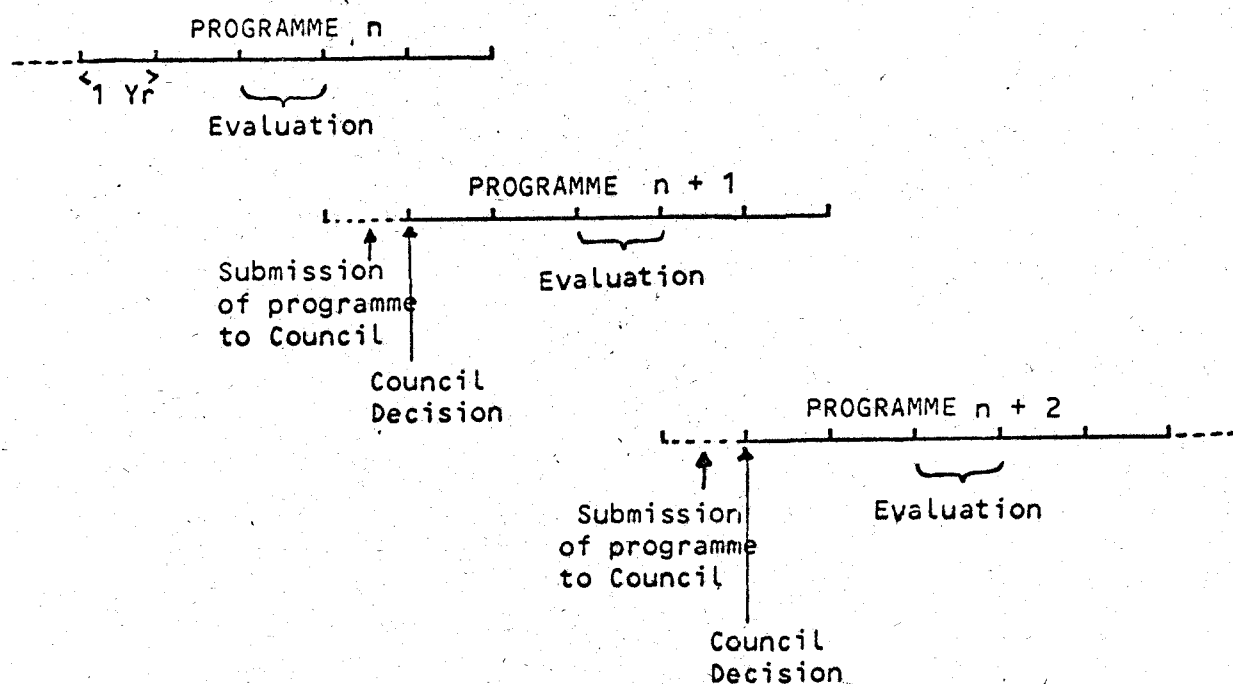 PROGRAMME n
1 Yr
Evaluation
PROGRAMME n + 1
Submission
of programme
to Council
Evaluation
Council
Decision
PROGRAMME n + 2
Submission
of programme
to Council
Evaluation
Council
Decision